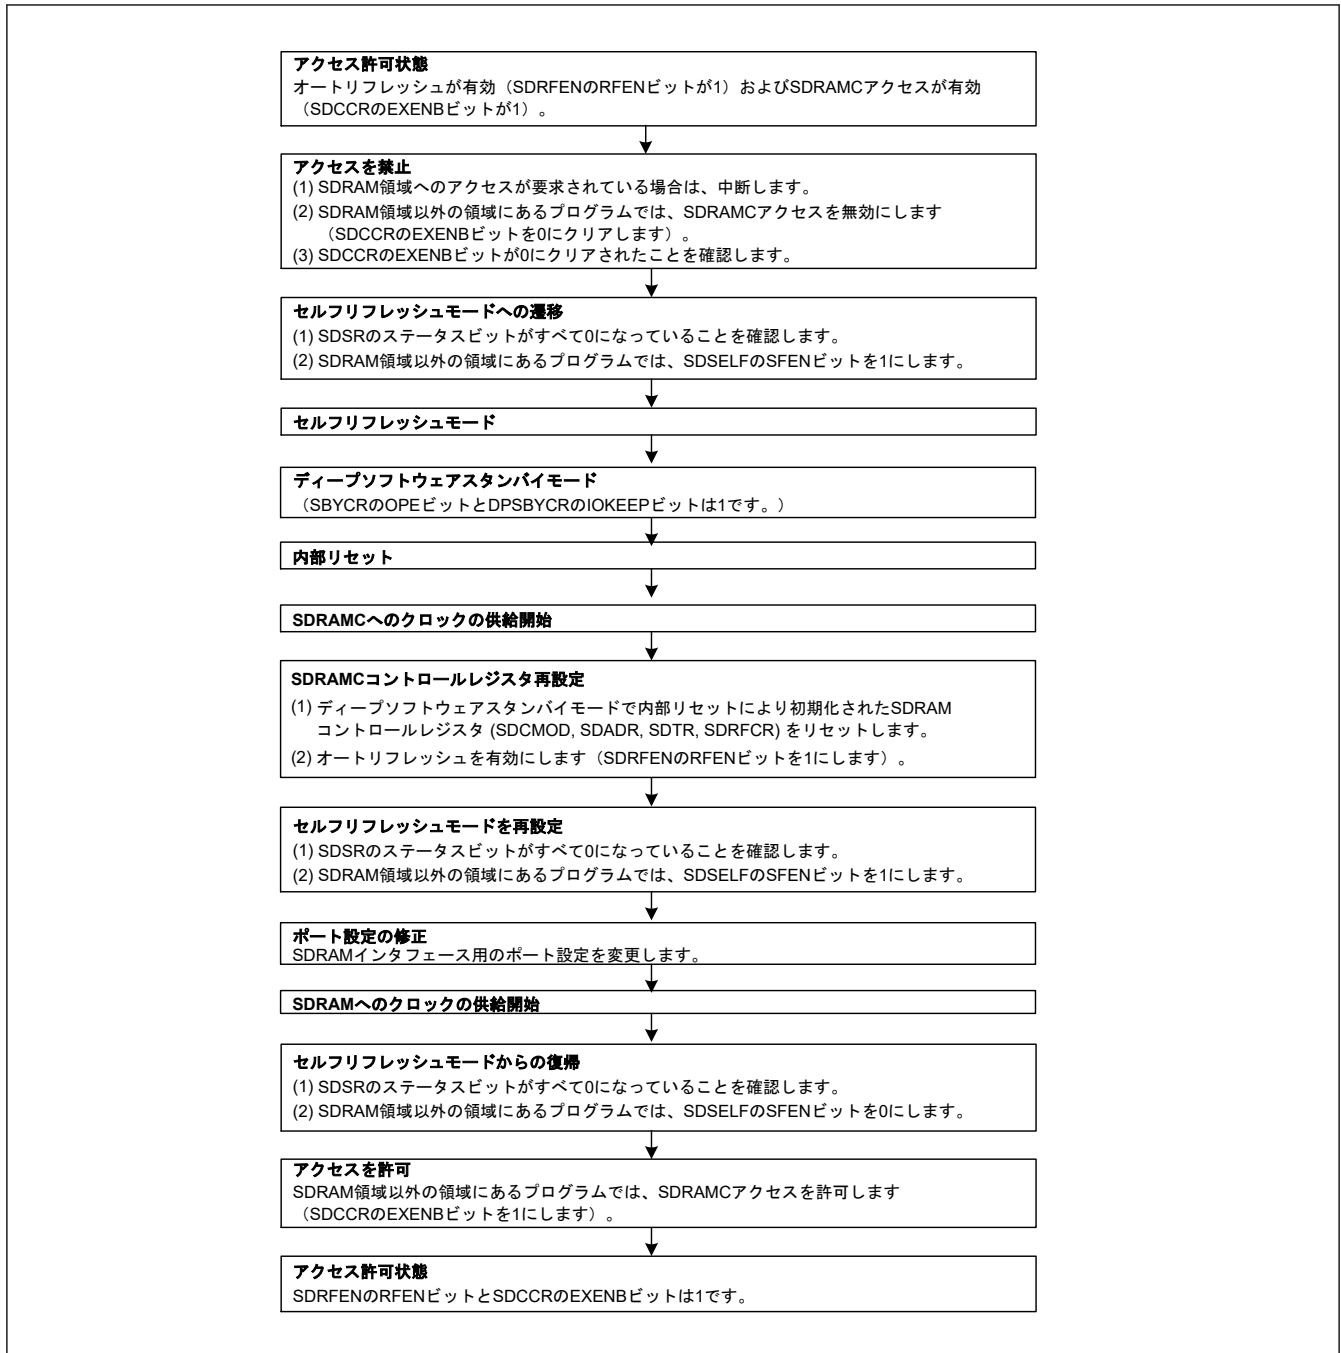 アクセス許可状態
オートリフレッシュが有効（SDRFENのRFENビットが1）およびSDRAMCアクセスが有効
（SDCCRのEXENBビットが1）。
アクセスを禁止
(1) SDRAM領域へのアクセスが要求されている場合は、中断します。
(2) SDRAM領域以外の領域にあるプログラムでは、SDRAMCアクセスを無効にします
（SDCCRのEXENBビットを0にクリアします）。
(3) SDCCRのEXENBビットが0にクリアされたことを確認します。
セルフリフレッシュモードへの遷移
(1) SDSRのステータスビットがすべて0になっていることを確認します。
(2) SDRAM領域以外の領域にあるプログラムでは、SDSELFのSFENビットを1にします。
セルフリフレッシュモード
ディープソフトウェアスタンバイモード
（SBYCRのOPEビットとDPSBYCRのIOKEEPビットは1です。）
内部リセット
SDRAMCへのクロックの供給開始
SDRAMCコントロールレジスタ再設定
(1) ディープソフトウェアスタンバイモードで内部リセットにより初期化されたSDRAM
コントロールレジスタ (SDCMOD, SDADR, SDTR, SDRFCR) をリセットします。
(2) オートリフレッシュを有効にします（SDRFENのRFENビットを1にします）。
セルフリフレッシュモードを再設定
(1) SDSRのステータスビットがすべて0になっていることを確認します。
(2) SDRAM領域以外の領域にあるプログラムでは、SDSELFのSFENビットを1にします。
ポート設定の修正
SDRAMインタフェース用のポート設定を変更します。
SDRAMへのクロックの供給開始
セルフリフレッシュモードからの復帰
(1) SDSRのステータスビットがすべて0になっていることを確認します。
(2) SDRAM領域以外の領域にあるプログラムでは、SDSELFのSFENビットを0にします。
アクセスを許可
SDRAM領域以外の領域にあるプログラムでは、SDRAMCアクセスを許可します
（SDCCRのEXENBビットを1にします）。
アクセス許可状態
SDRFENのRFENビットとSDCCRのEXENBビットは1です。